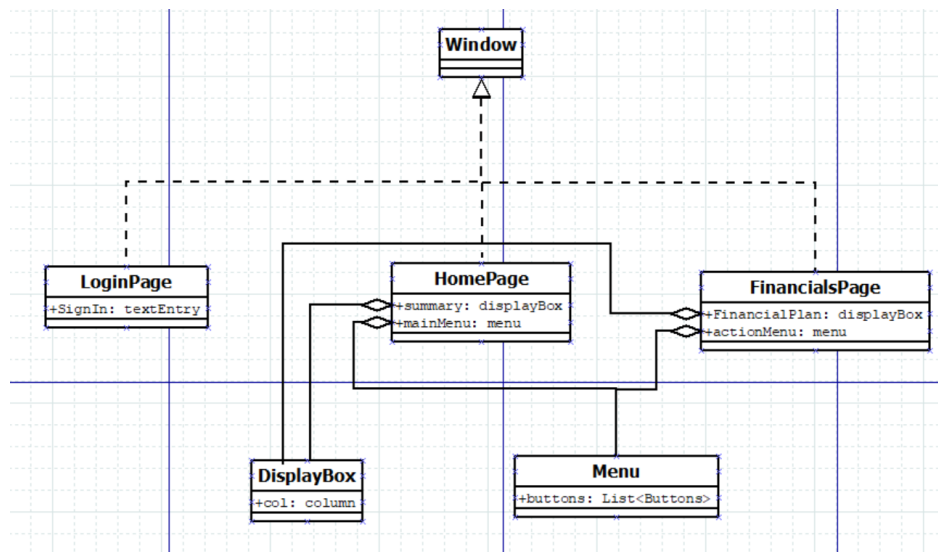 Window
LoginPage
+SignIn: textEntry
HomePage
+summary: displayBox
+mainMenu: menu
FinancialsPage
+FinancialPlan: displayBox
+actionMenu: menu
DisplayBox
+col: column
Menu
+buttons: List<Buttons>